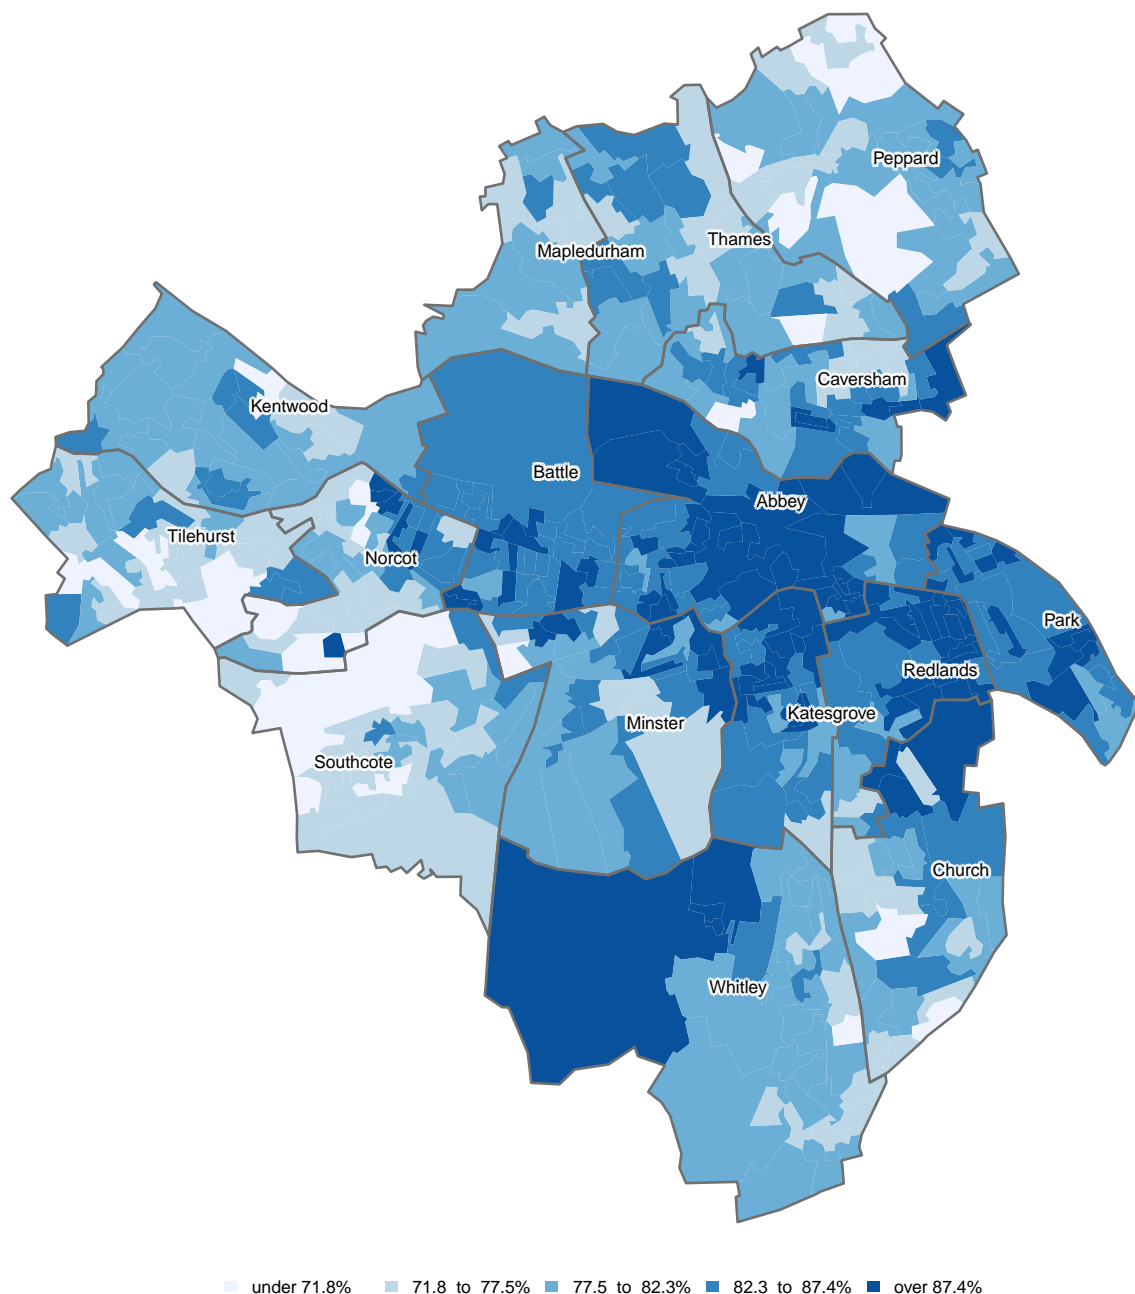 Peppard
Thames
Mapledurham
Caversham
Kentwood
Battle
Abbey
Tilehurst
Norcot
Park
Redlands
Katesgrove
Minster
Southcote
Church
Whitley
under 71.8% 71.8 to 77.5% 77.5 to 82.3% 82.3 to 87.4% over 87.4%